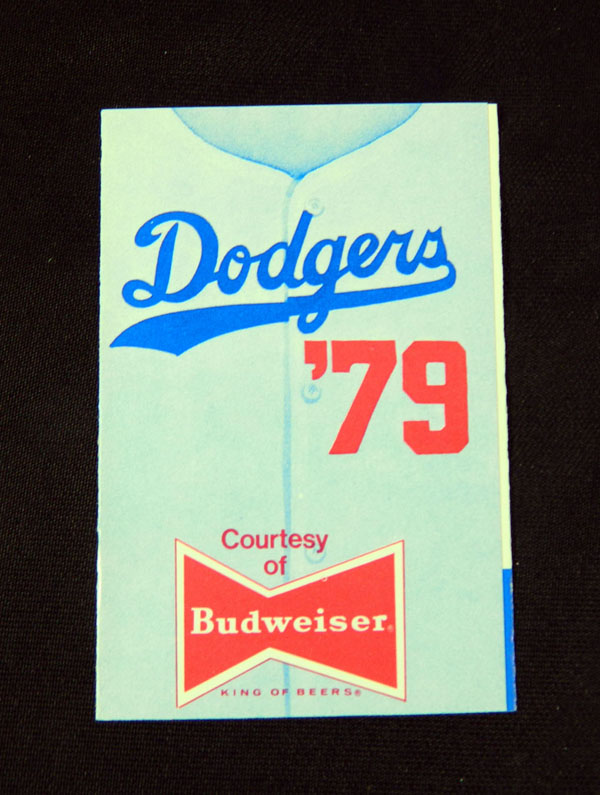 Dodgers
'79
Courtesy
of
Budweiser®
KING OF BEERS®